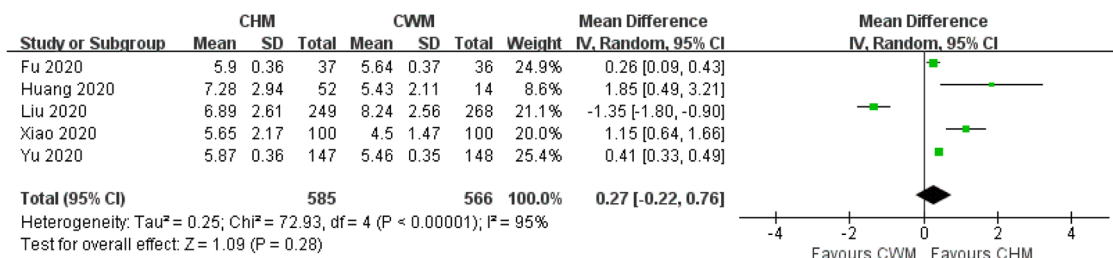 CHM CWM Mean Difference Mean Difference
Study or Subgroup Mean SD Total Mean SD Total Weight IV, Random, 95% CI IV, Random, 95% CI
Fu 2020 5.9 0.36 37 5.64 0.37 36 24.9% 0.26 [0.09, 0.43]
Huang 2020 7.28 2.94 52 5.43 2.11 14 8.6% 1.85 [0.49, 3.21]
Liu 2020 6.89 2.61 249 8.24 2.56 268 21.1% -1.35 [-1.80, -0.90]
Xiao 2020 5.65 2.17 100 4.5 1.47 100 20.0% 1.15 [0.64, 1.66]
Yu 2020 5.87 0.36 147 5.46 0.35 148 25.4% 0.41 [0.33, 0.49]
Total (95% CI) 585 566 100.0% 0.27 [-0.22, 0.76]
Heterogeneity: Tau² = 0.25; Chi² = 72.93, df = 4 (P < 0.00001); I² = 95%
Test for overall effect: Z = 1.09 (P = 0.28)
-4 -2 0 2 4
Favours CWM Favours CHM